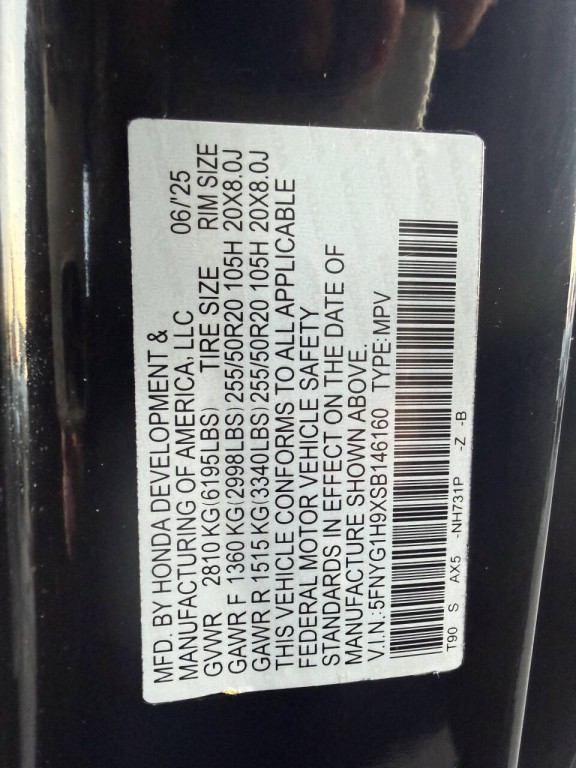 MFD. BY HONDA DEVELOPMENT &
MANUFACTURING OF AMERICA, LLC 06/'25
GVWR 2810 KG(6195LBS) TIRE SIZE RIM SIZE
GAWR F 1360 KG(2998LBS) 255/50R20 105H 20X8.0J
GAWR R 1515 KG(3340LBS) 255/50R20 105H 20X8.0J
THIS VEHICLE CONFORMS TO ALL APPLICABLE
FEDERAL MOTOR VEHICLE SAFETY
STANDARDS IN EFFECT ON THE DATE OF
MANUFACTURE SHOWN ABOVE.
V.I.N.:5FNYG1H9XSB146160 TYPE:MPV
T90 S AX5 -NH731P -Z -B